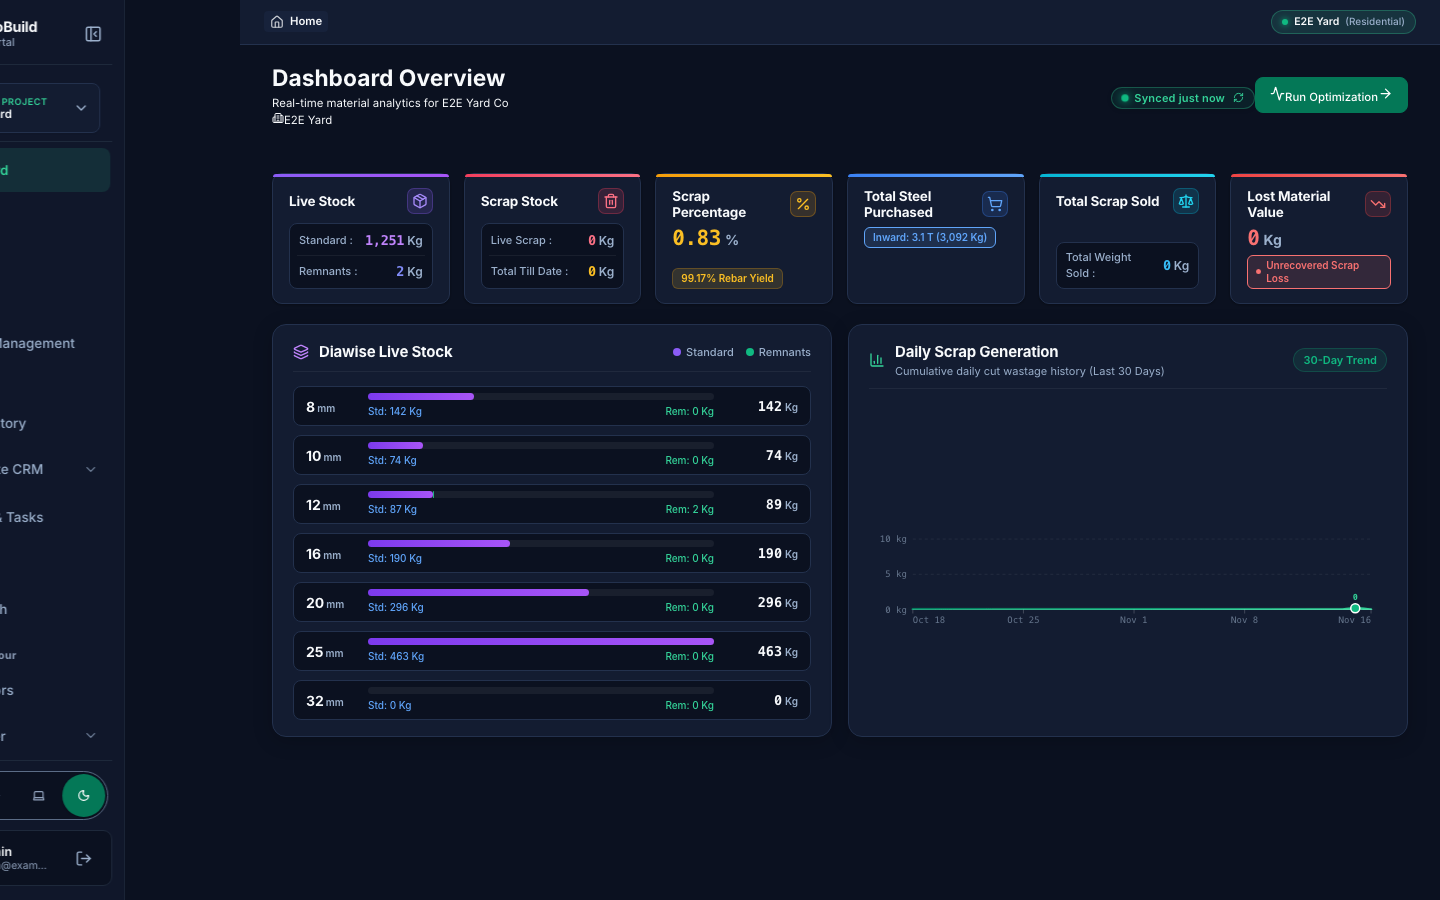 oBuild
rtal
PROJECT
rd
d
Management
tory
te CRM
& Tasks
h
our
ors
r
in
@exam...
Home
E2E Yard (Residential)
Dashboard Overview
Real-time material analytics for E2E Yard Co
E2E Yard
Synced just now
Run Optimization
Live Stock
Standard : 1,251 Kg
Remnants : 2 Kg
Scrap Stock
Live Scrap : 0 Kg
Total Till Date : 0 Kg
Scrap
Percentage
0.83 %
99.17% Rebar Yield
Total Steel
Purchased
Inward: 3.1 T (3,092 Kg)
Total Scrap Sold
Total Weight
Sold :
0 Kg
Lost Material
Value
0 Kg
Unrecovered Scrap
Loss
Diawise Live Stock
Standard Remnants
8 mm
Std: 142 Kg Rem: 0 Kg
142 Kg
10 mm
Std: 74 Kg Rem: 0 Kg
74 Kg
12 mm
Std: 87 Kg Rem: 2 Kg
89 Kg
16 mm
Std: 190 Kg Rem: 0 Kg
190 Kg
20 mm
Std: 296 Kg Rem: 0 Kg
296 Kg
25 mm
Std: 463 Kg Rem: 0 Kg
463 Kg
32 mm
Std: 0 Kg Rem: 0 Kg
0 Kg
Daily Scrap Generation
Cumulative daily cut wastage history (Last 30 Days)
30-Day Trend
10 kg
5 kg
0 kg
0
Oct 18 Oct 25 Nov 1 Nov 8 Nov 16